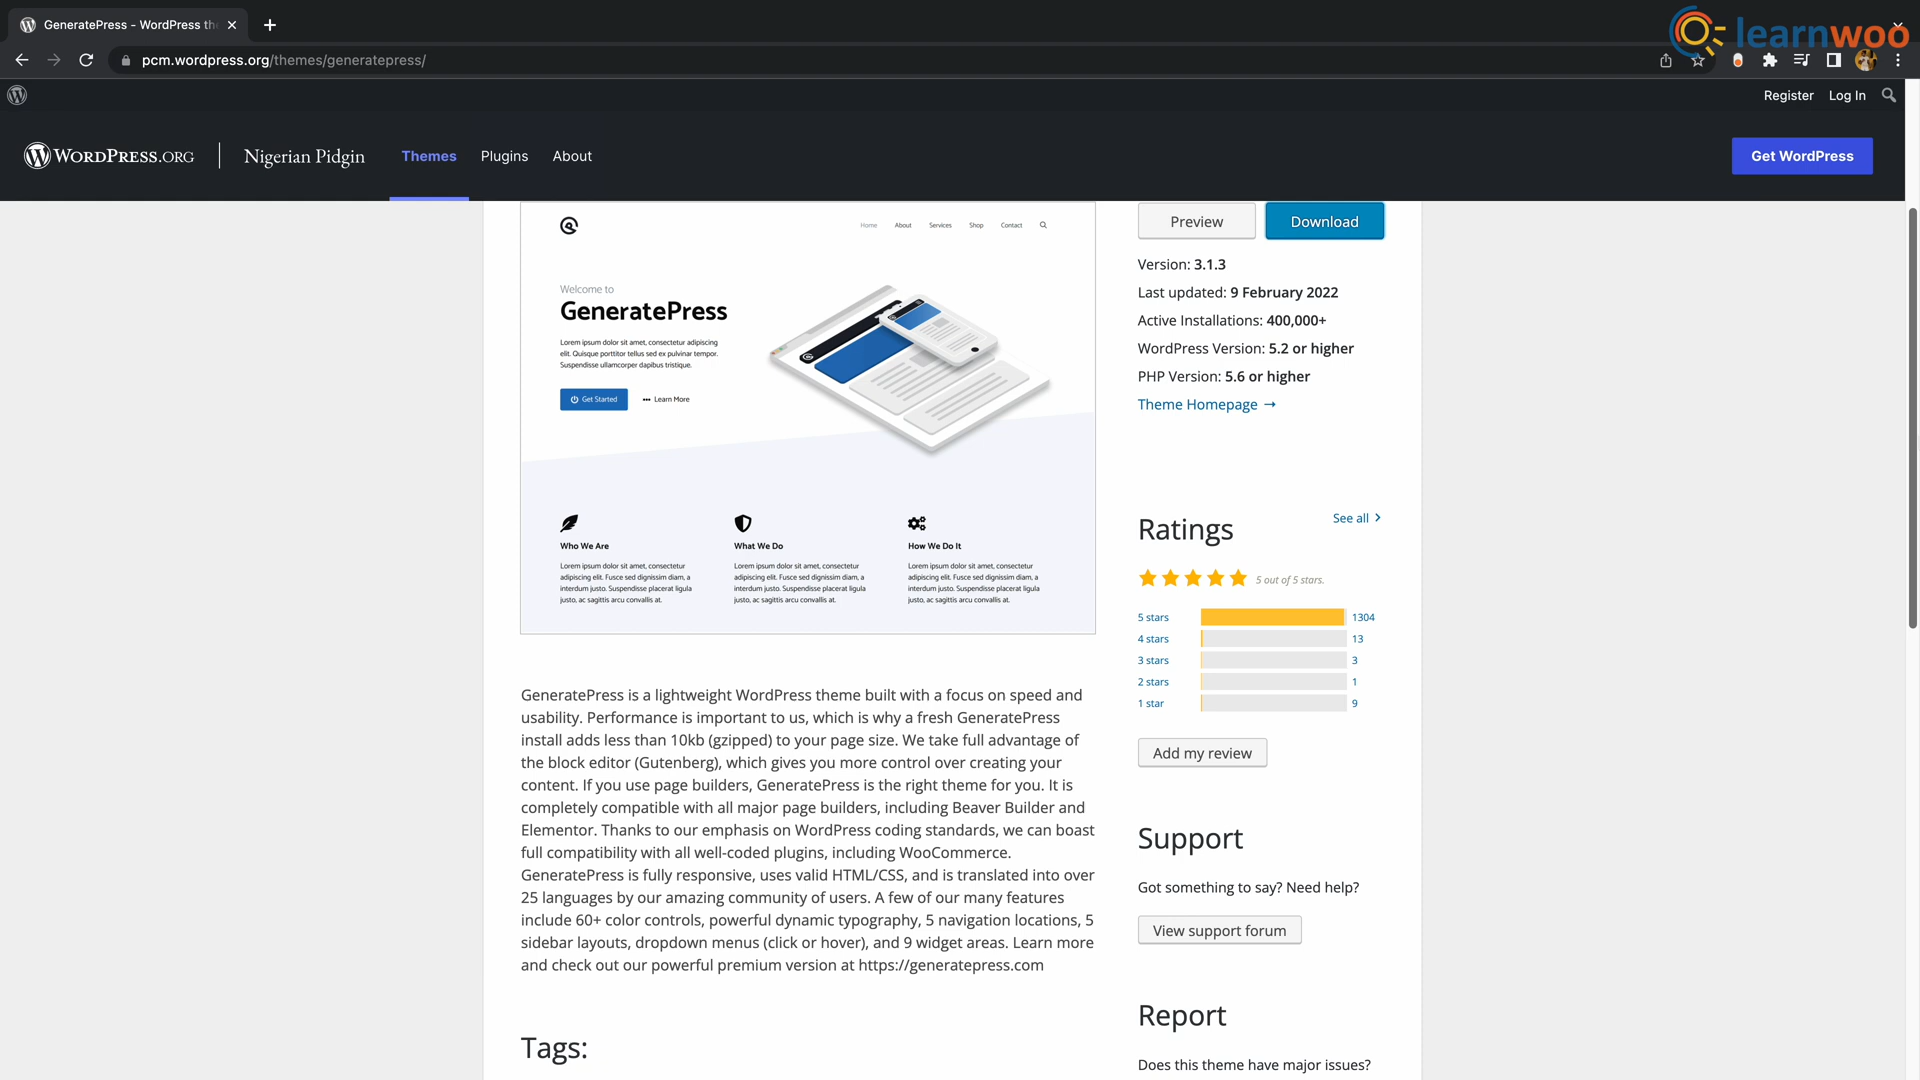 GeneratePress - WordPress th
learnwoo
pcm.wordpress.org/themes/generatepress/
Register Log In
WORDPRESS.ORG
Nigerian Pidgin
Themes Plugins About
Get WordPress
Home About Services Shop Contact
Welcome to
GeneratePress
Lorem ipsum dolor sit amet, consectetur adipiscing
elit. Quisque porttitor tellus sed ex pulvinar tempor.
Suspendisse ullamcorper dapibus tristique.
Get Started
Learn More
Who We Are
Lorem ipsum dolor sit amet, consectetur
adipiscing elit. Fusce sed dignissim diam, a
interdum justo. Suspendisse placerat ligula
justo, ac sagittis arcu convallis at.
What We Do
Lorem ipsum dolor sit amet, consectetur
adipiscing elit. Fusce sed dignissim diam, a
interdum justo. Suspendisse placerat ligula
justo, ac sagittis arcu convallis at.
How We Do It
Lorem ipsum dolor sit amet, consectetur
adipiscing elit. Fusce sed dignissim diam, a
interdum justo. Suspendisse placerat ligula
justo, ac sagittis arcu convallis at.
GeneratePress is a lightweight WordPress theme built with a focus on speed and
usability. Performance is important to us, which is why a fresh GeneratePress
install adds less than 10kb (gzipped) to your page size. We take full advantage of
the block editor (Gutenberg), which gives you more control over creating your
content. If you use page builders, GeneratePress is the right theme for you. It is
completely compatible with all major page builders, including Beaver Builder and
Elementor. Thanks to our emphasis on WordPress coding standards, we can boast
full compatibility with all well-coded plugins, including WooCommerce.
GeneratePress is fully responsive, uses valid HTML/CSS, and is translated into over
25 languages by our amazing community of users. A few of our many features
include 60+ color controls, powerful dynamic typography, 5 navigation locations, 5
sidebar layouts, dropdown menus (click or hover), and 9 widget areas. Learn more
and check out our powerful premium version at https://generatepress.com
Tags:
Preview
Download
Version: 3.1.3
Last updated: 9 February 2022
Active Installations: 400,000+
WordPress Version: 5.2 or higher
PHP Version: 5.6 or higher
Theme Homepage →
Ratings
See all
5 out of 5 stars.
5 stars 1304
4 stars 13
3 stars 3
2 stars 1
1 star 9
Add my review
Support
Got something to say? Need help?
View support forum
Report
Does this theme have major issues?